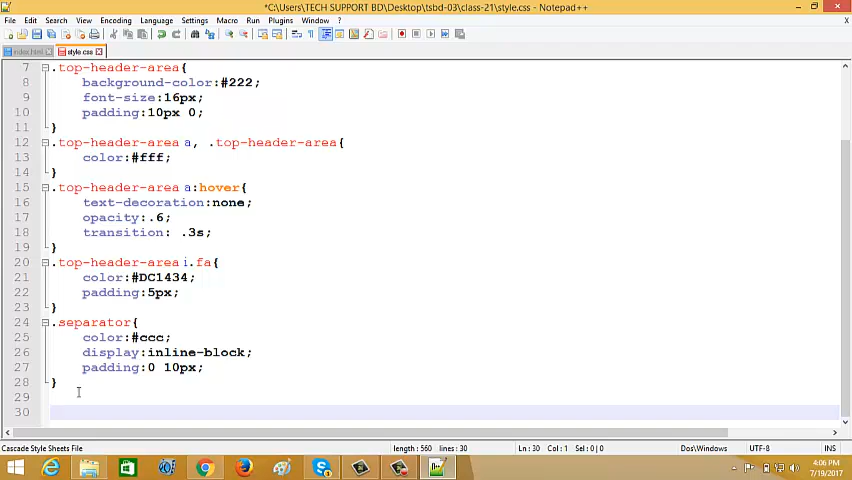 *C:\Users\TECH SUPPORT BD\Desktop\tsbd-03\class-21\style.css - Notepad++
File Edit Search View Encoding Language Settings Macro Run Plugins Window ?
index.html style.css
7 .top-header-area{
8 background-color:#222;
9 font-size:16px;
10 padding:10px 0;
11 }
12 .top-header-area a, .top-header-area{
13 color:#fff;
14 }
15 .top-header-area a:hover{
16 text-decoration:none;
17 opacity:.6;
18 transition: .3s;
19 }
20 .top-header-area i.fa{
21 color:#DC1434;
22 padding:5px;
23 }
24 .separator{
25 color:#ccc;
26 display:inline-block;
27 padding:0 10px;
28 }
29
30
Cascade Style Sheets File length : 560 lines : 30 Ln : 30 Col : 1 Sel : 0 | 0 Dos\Windows UTF-8 INS
4:06 PM
7/19/2017